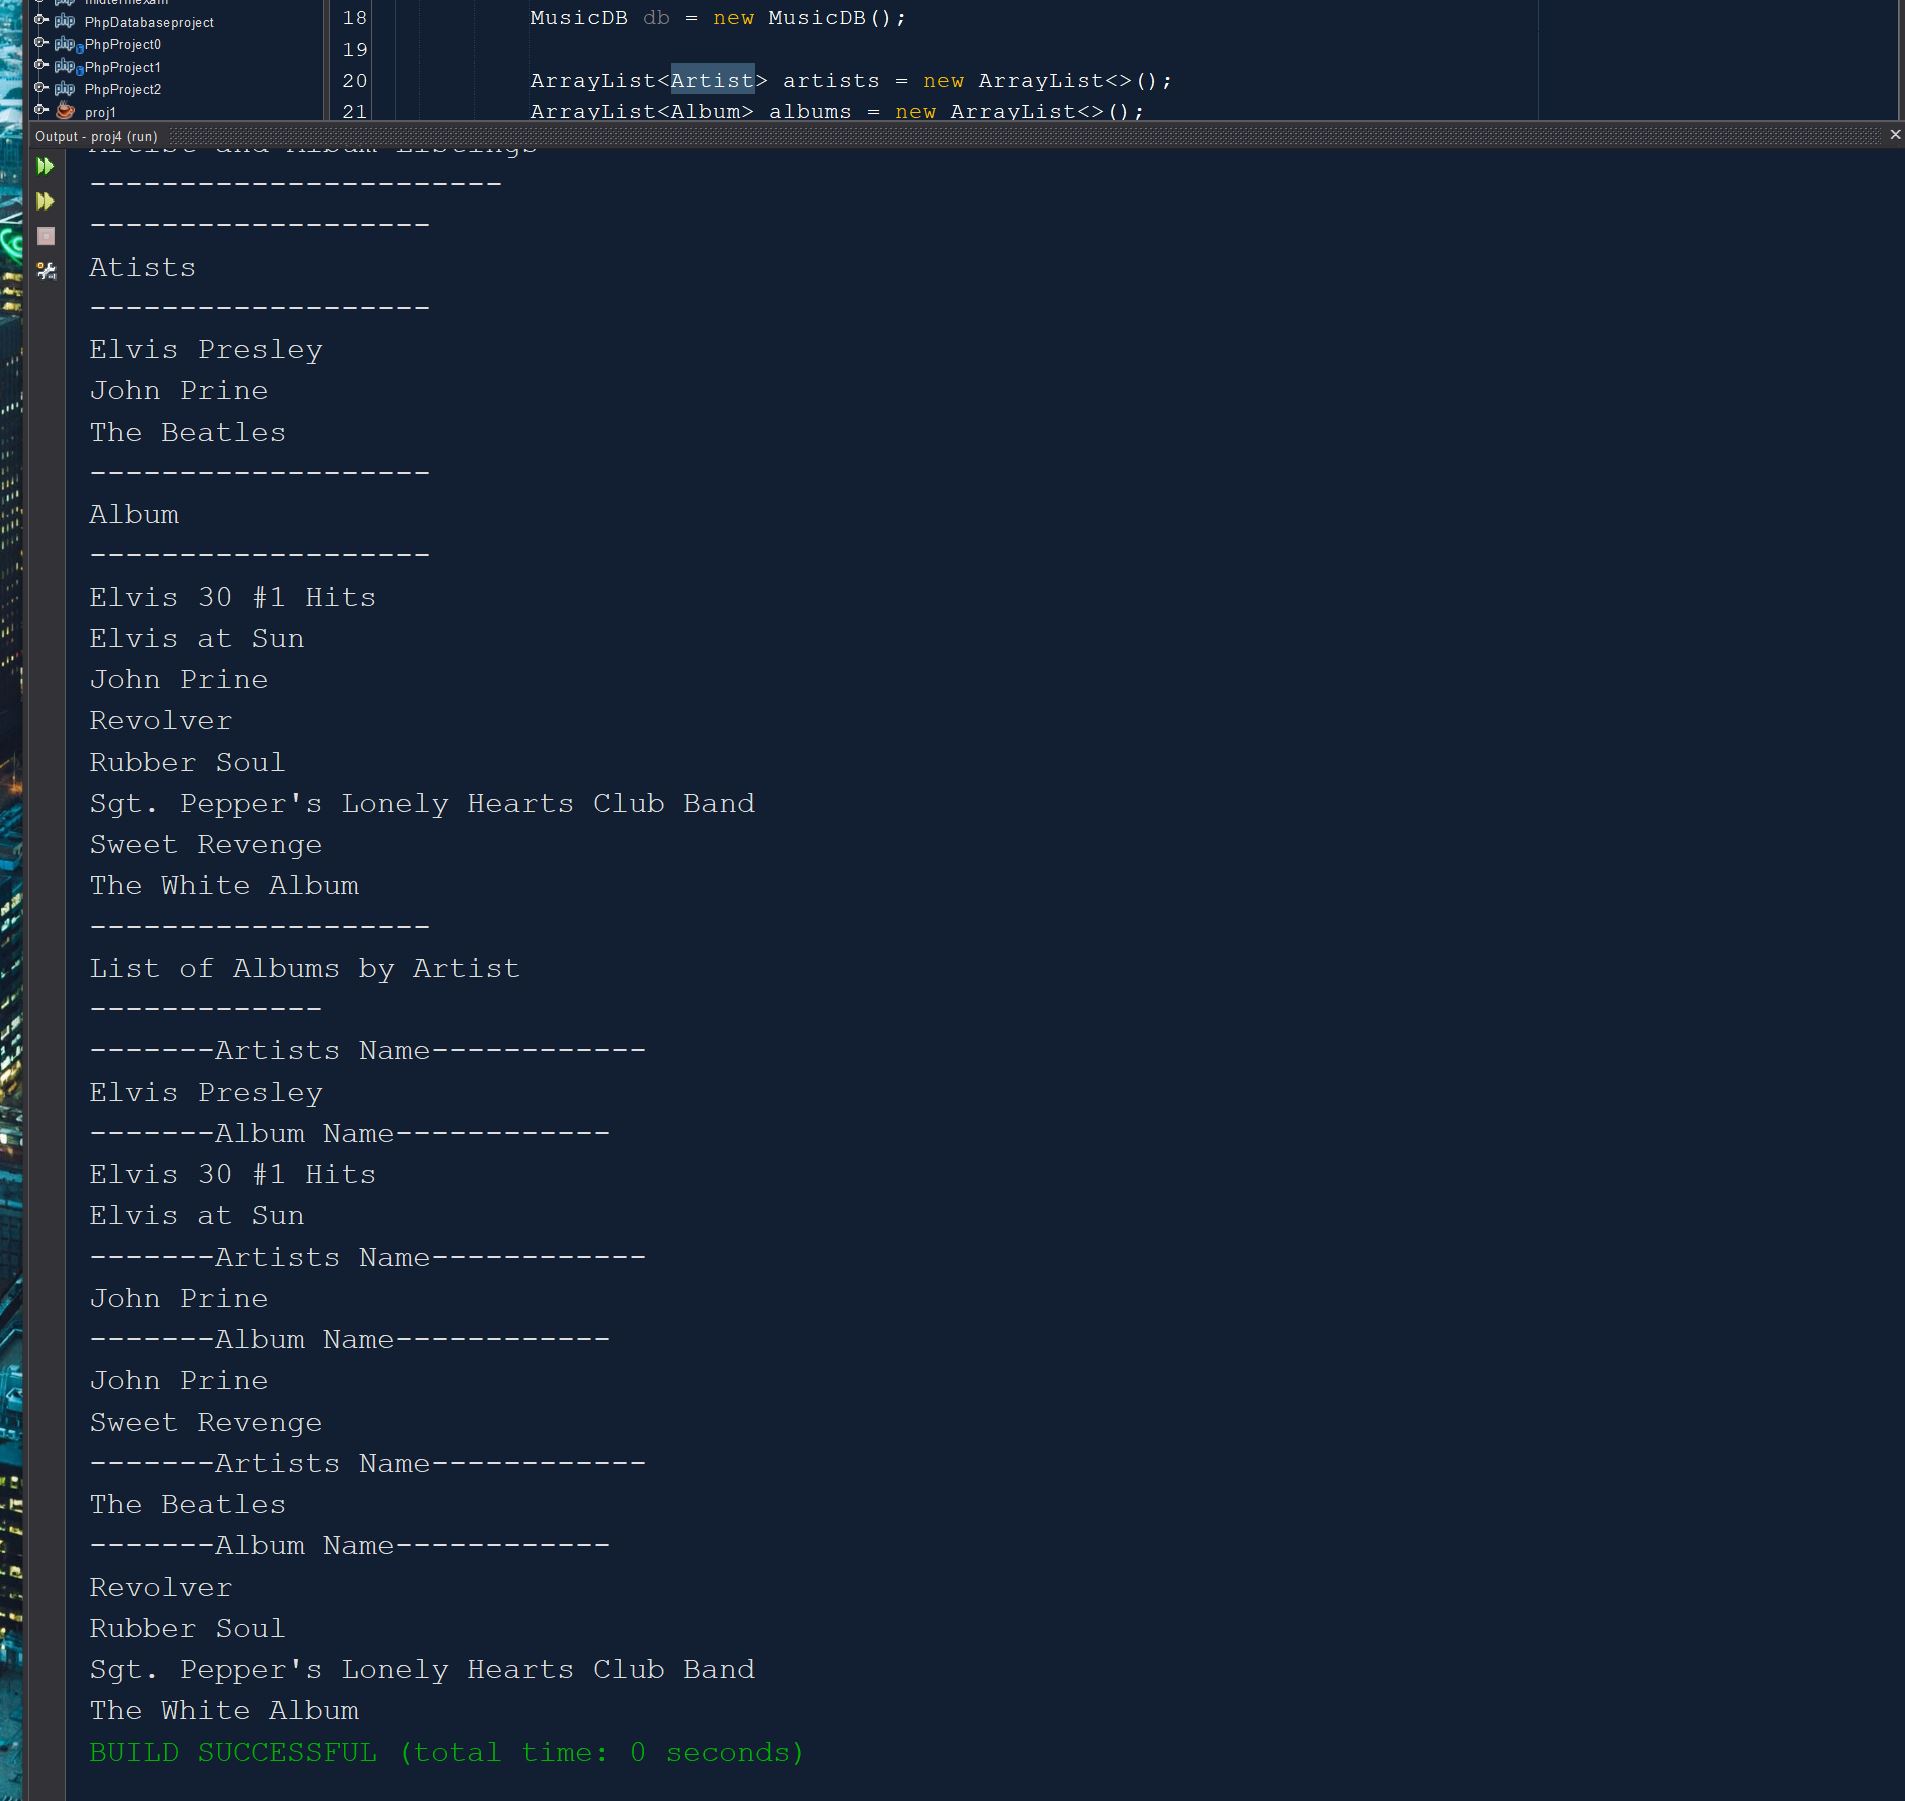 midtermexam
PhpDatabaseproject
PhpProject0
PhpProject1
PhpProject2
proj1
18 MusicDB db = new MusicDB();
19
20 ArrayList<Artist> artists = new ArrayList<>();
21 ArrayList<Album> albums = new ArrayList<>();
Output - proj4 (run)
Artist and Album Listings
-----------------------
-------------------
Atists
-------------------
Elvis Presley
John Prine
The Beatles
-------------------
Album
-------------------
Elvis 30 #1 Hits
Elvis at Sun
John Prine
Revolver
Rubber Soul
Sgt. Pepper's Lonely Hearts Club Band
Sweet Revenge
The White Album
-------------------
List of Albums by Artist
-------------
-------Artists Name------------
Elvis Presley
-------Album Name------------
Elvis 30 #1 Hits
Elvis at Sun
-------Artists Name------------
John Prine
-------Album Name------------
John Prine
Sweet Revenge
-------Artists Name------------
The Beatles
-------Album Name------------
Revolver
Rubber Soul
Sgt. Pepper's Lonely Hearts Club Band
The White Album
BUILD SUCCESSFUL (total time: 0 seconds)